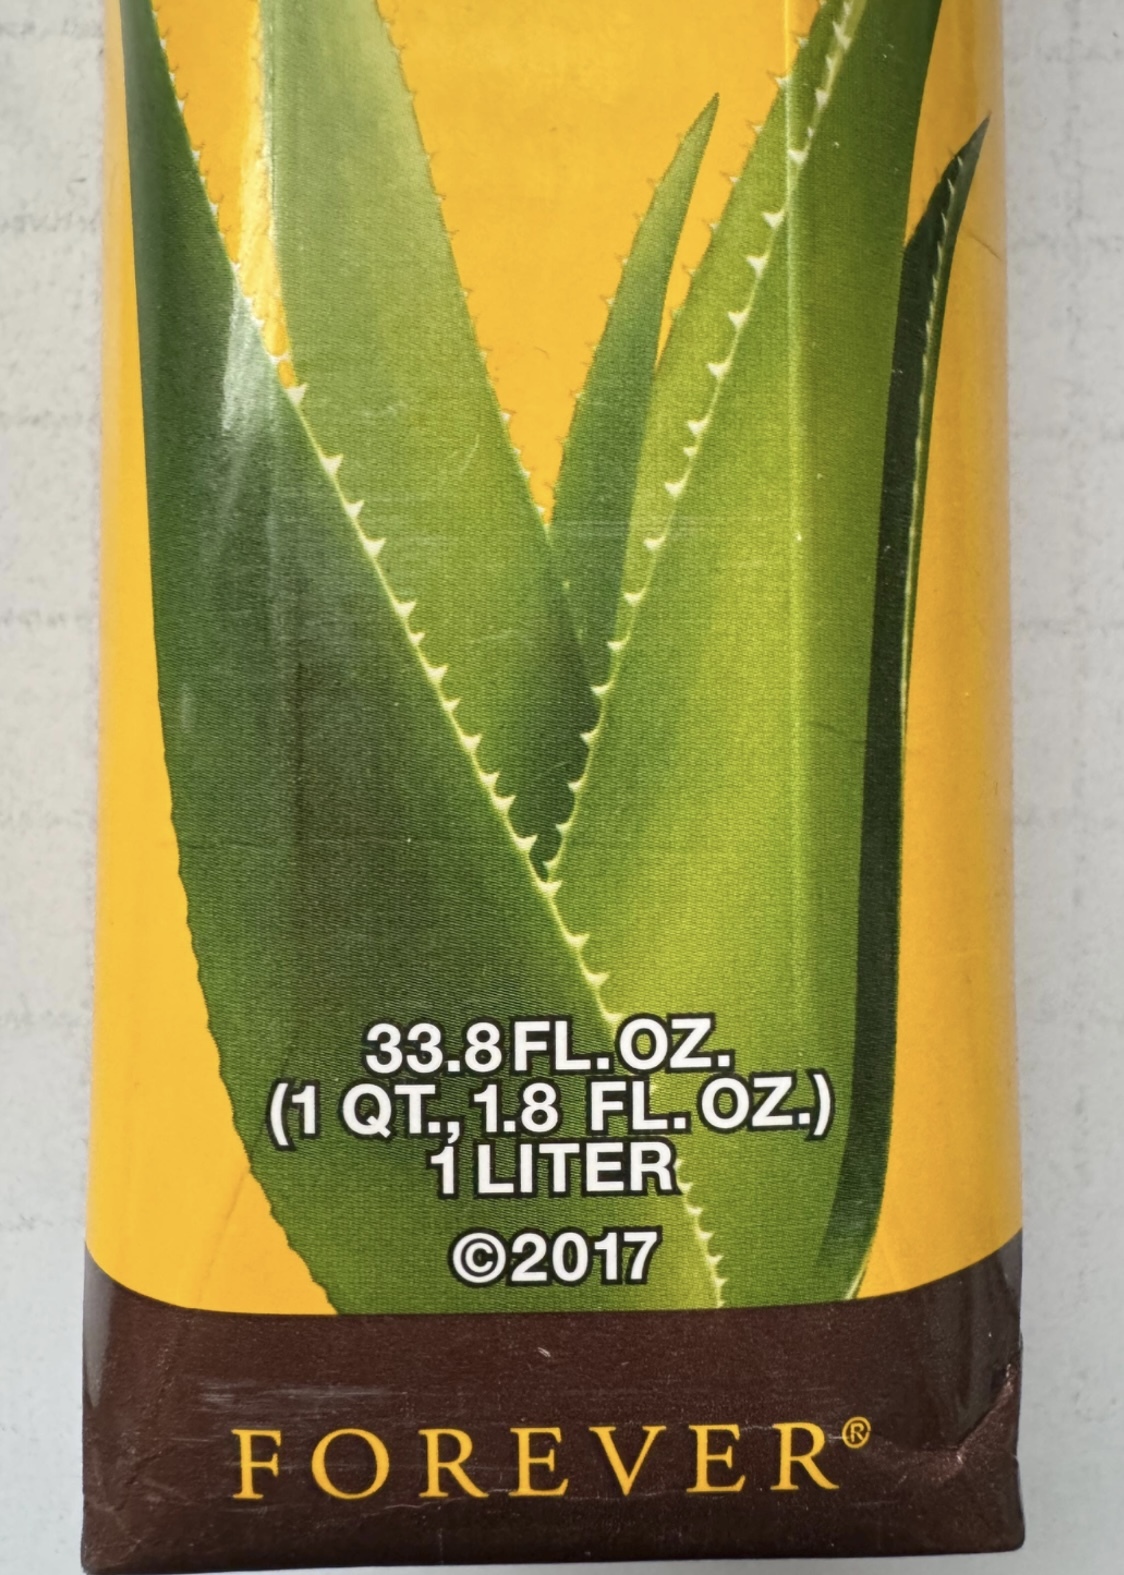 33.8 FL. OZ.
(1 QT., 1.8 FL. OZ.)
1 LITER
©2017
FOREVER®